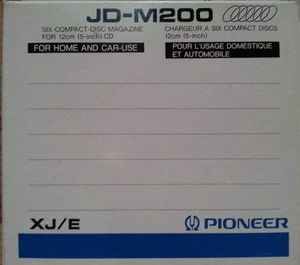 JD-M200
SIX-COMPACT DISC MAGAZINE
FOR 12cm (5-inch) CD
CHARGEUR A SIX COMPACT DISCS
12cm (5-inch)
FOR HOME AND CAR-USE
POUR L'USAGE DOMESTIQUE
ET AUTOMOBILE
XJ/E
PIONEER